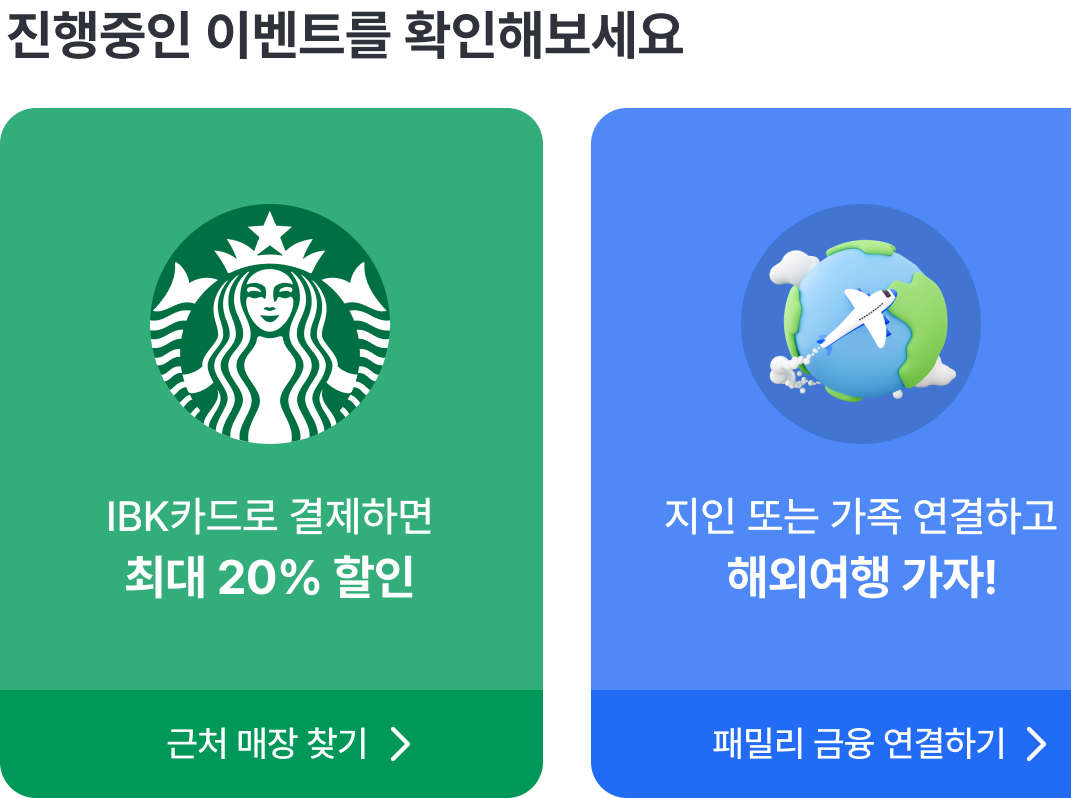 진행중인 이벤트를 확인해보세요
IBK카드로 결제하면
최대 20% 할인
근처 매장 찾기
지인 또는 가족 연결하고
해외여행 가자!
패밀리 금융 연결하기